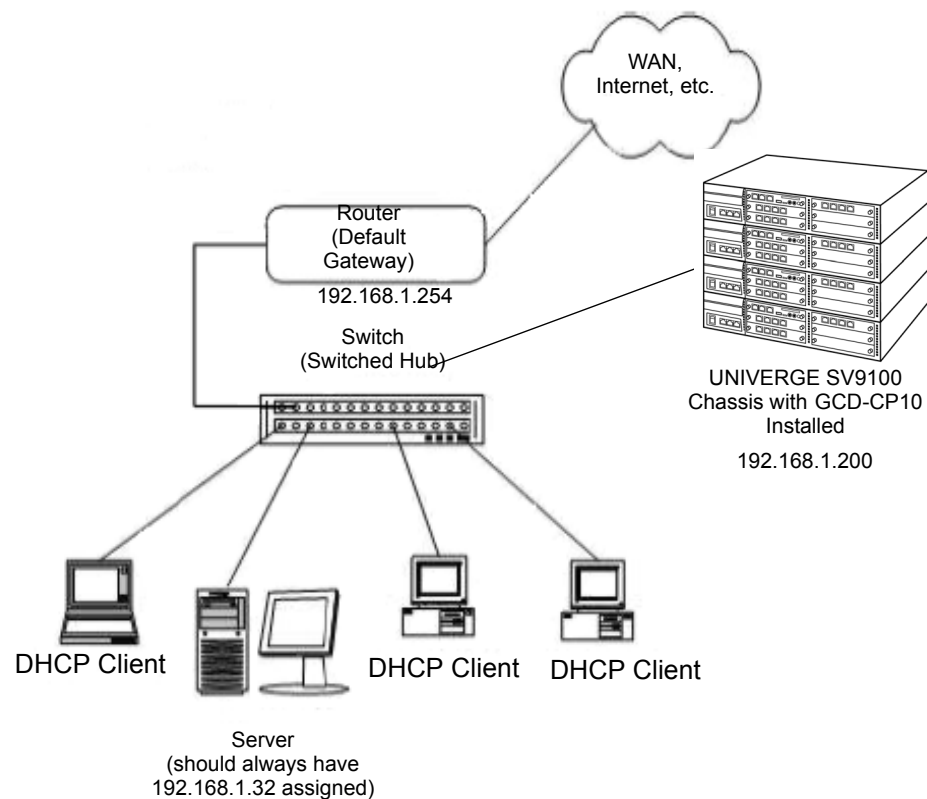 WAN,
Internet, etc.
Router
(Default
Gateway)
192.168.1.254
Switch
(Switched Hub)
UNIVERGE SV9100
Chassis with GCD-CP10
Installed
192.168.1.200
DHCP Client
DHCP Client
DHCP Client
Server
(should always have
192.168.1.32 assigned)